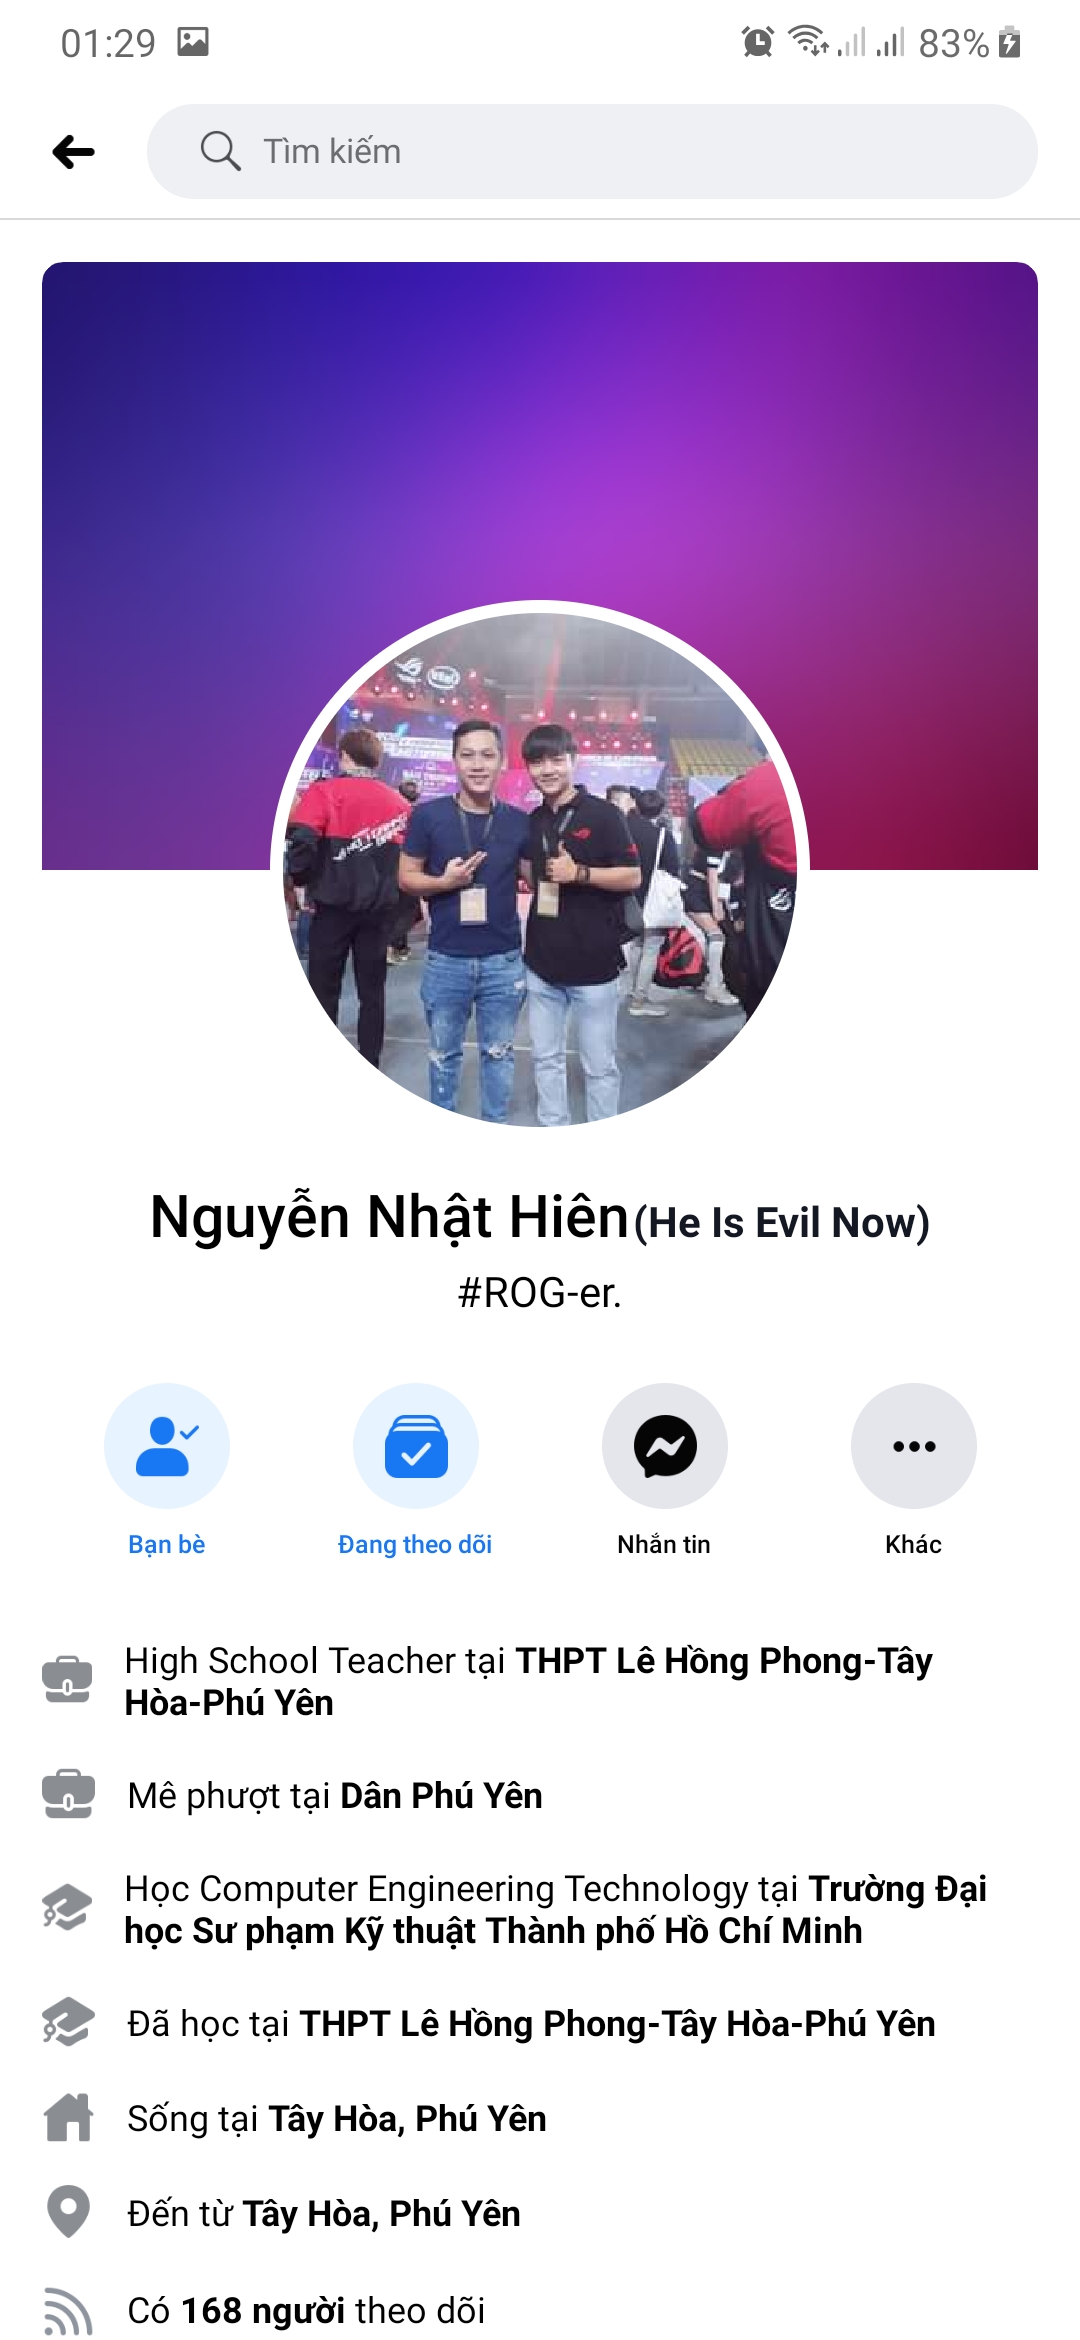 01:29
83%
Tìm kiếm
intel
Nguyễn Nhật Hiên(He Is Evil Now)
#ROG-er.
Bạn bè
Đang theo dõi
Nhắn tin
Khác
High School Teacher tại THPT Lê Hồng Phong-Tây
Hòa-Phú Yên
Mê phượt tại Dân Phú Yên
Học Computer Engineering Technology tại Trường Đại
học Sư phạm Kỹ thuật Thành phố Hồ Chí Minh
Đã học tại THPT Lê Hồng Phong-Tây Hòa-Phú Yên
Sống tại Tây Hòa, Phú Yên
Đến từ Tây Hòa, Phú Yên
Có 168 người theo dõi